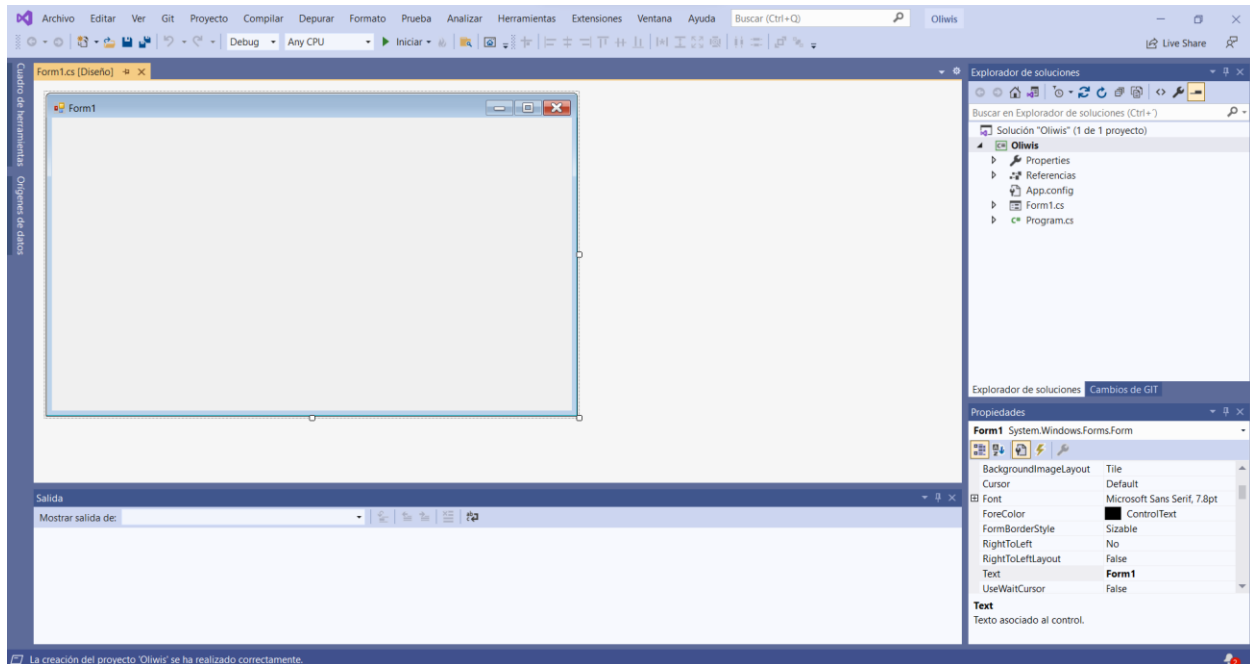 Archivo Editar Ver Git Proyecto Compilar Depurar Formato Prueba Analizar Herramientas Extensiones Ventana Ayuda Buscar (Ctrl+Q) Oliwis
Debug Any CPU Iniciar Live Share
Cuadro de herramientas
Orígenes de datos
Form1.cs [Diseño]
Form1
Explorador de soluciones
Buscar en Explorador de soluciones (Ctrl+´)
Solución "Oliwis" (1 de 1 proyecto)
C# Oliwis
Properties
Referencias
App.config
Form1.cs
C# Program.cs
Explorador de soluciones Cambios de GIT
Propiedades
Form1 System.Windows.Forms.Form
BackgroundImageLayout Tile
Cursor Default
Font Microsoft Sans Serif, 7.8pt
ForeColor ControlText
FormBorderStyle Sizable
RightToLeft No
RightToLeftLayout False
Text Form1
UseWaitCursor False
Text
Texto asociado al control.
Salida
Mostrar salida de:
La creación del proyecto 'Oliwis' se ha realizado correctamente.